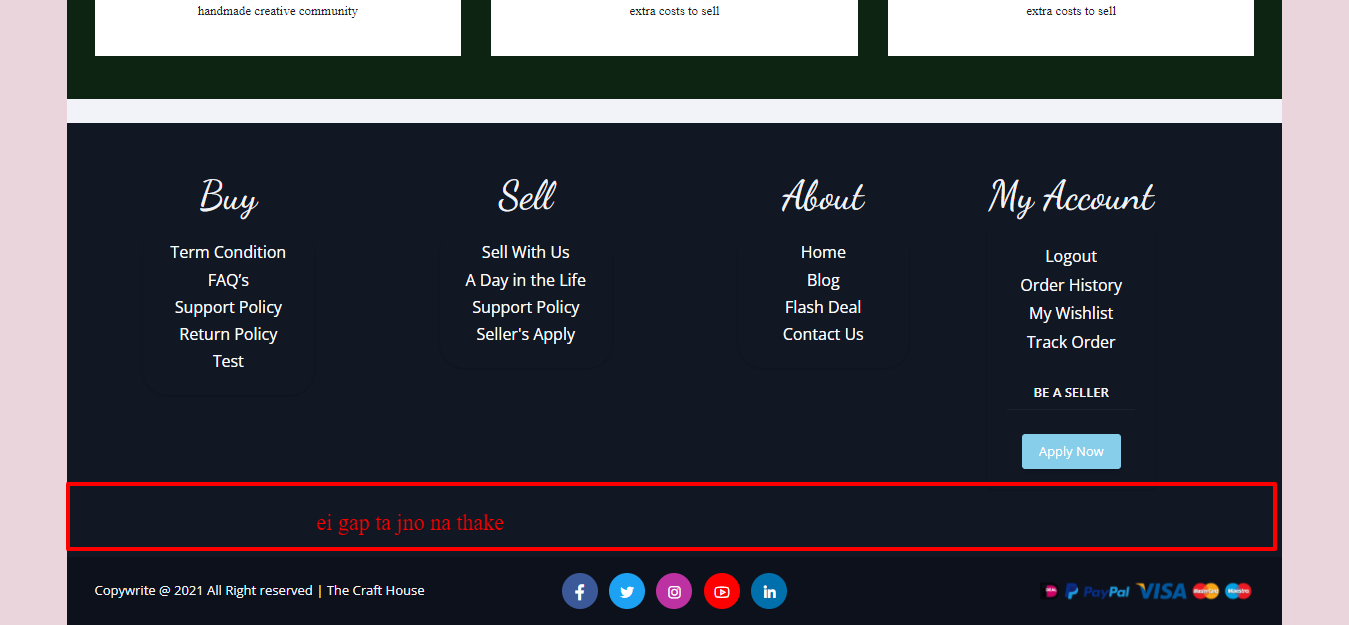 handmade creative community
extra costs to sell
extra costs to sell
Buy
Term Condition
FAQ’s
Support Policy
Return Policy
Test
Sell
Sell With Us
A Day in the Life
Support Policy
Seller's Apply
About
Home
Blog
Flash Deal
Contact Us
My Account
Logout
Order History
My Wishlist
Track Order
BE A SELLER
Apply Now
ei gap ta jno na thake
Copywrite @ 2021 All Right reserved | The Craft House
PayPal VISA